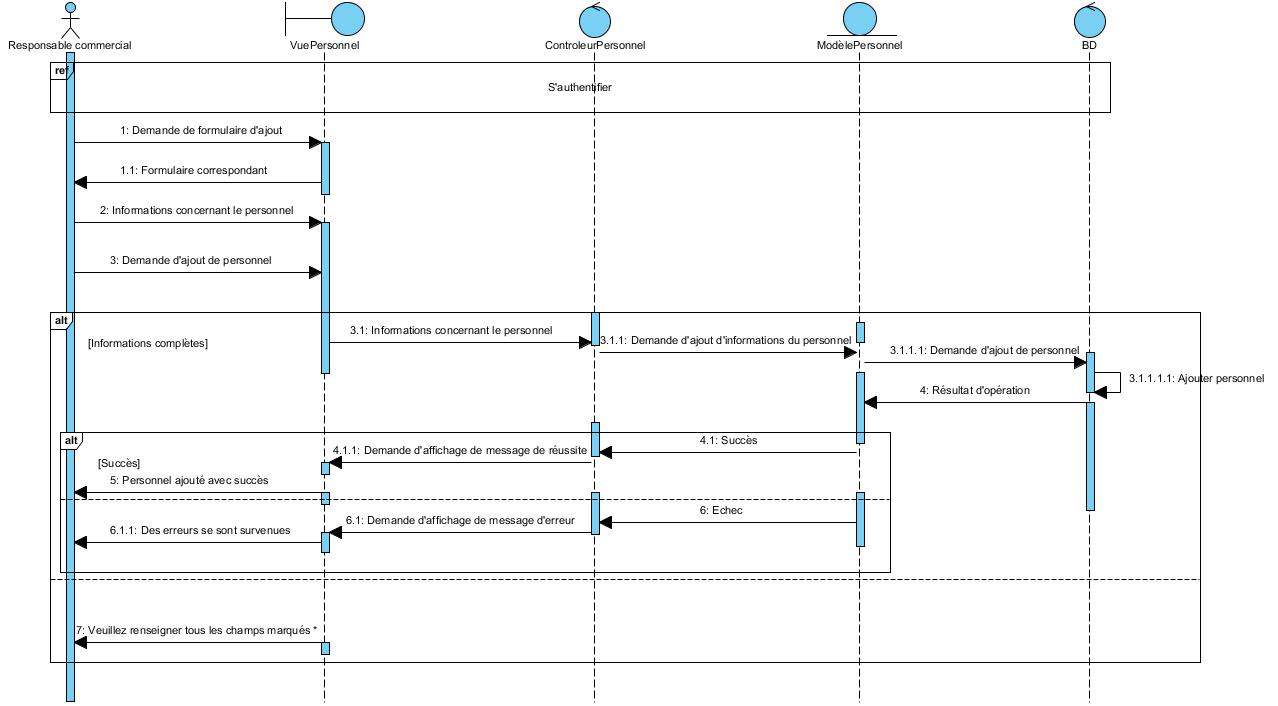 Responsable commercial
VuePersonnel
ControleurPersonnel
ModèlePersonnel
BD
ref
S'authentifier
1: Demande de formulaire d'ajout
1.1: Formulaire correspondant
2: Informations concernant le personnel
3: Demande d'ajout de personnel
alt
[Informations complètes]
3.1: Informations concernant le personnel
3.1.1: Demande d'ajout d'informations du personnel
3.1.1.1: Demande d'ajout de personnel
3.1.1.1.1: Ajouter personnel
4: Résultat d'opération
alt
[Succès]
4.1: Succès
4.1.1: Demande d'affichage de message de réussite
5: Personnel ajouté avec succès
6: Echec
6.1: Demande d'affichage de message d'erreur
6.1.1: Des erreurs se sont survenues
7: Veuillez renseigner tous les champs marqués *